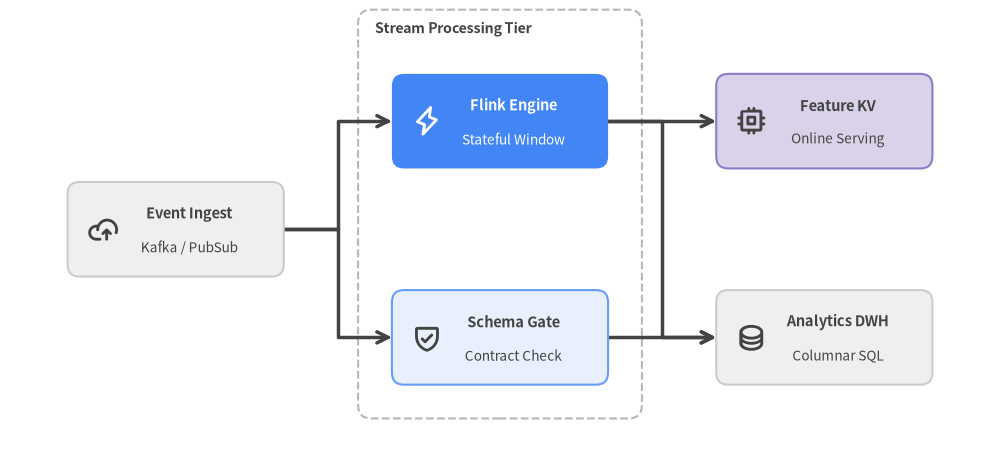 Stream Processing Tier
Flink Engine
Stateful Window
Feature KV
Online Serving
Event Ingest
Kafka / PubSub
Schema Gate
Contract Check
Analytics DWH
Columnar SQL